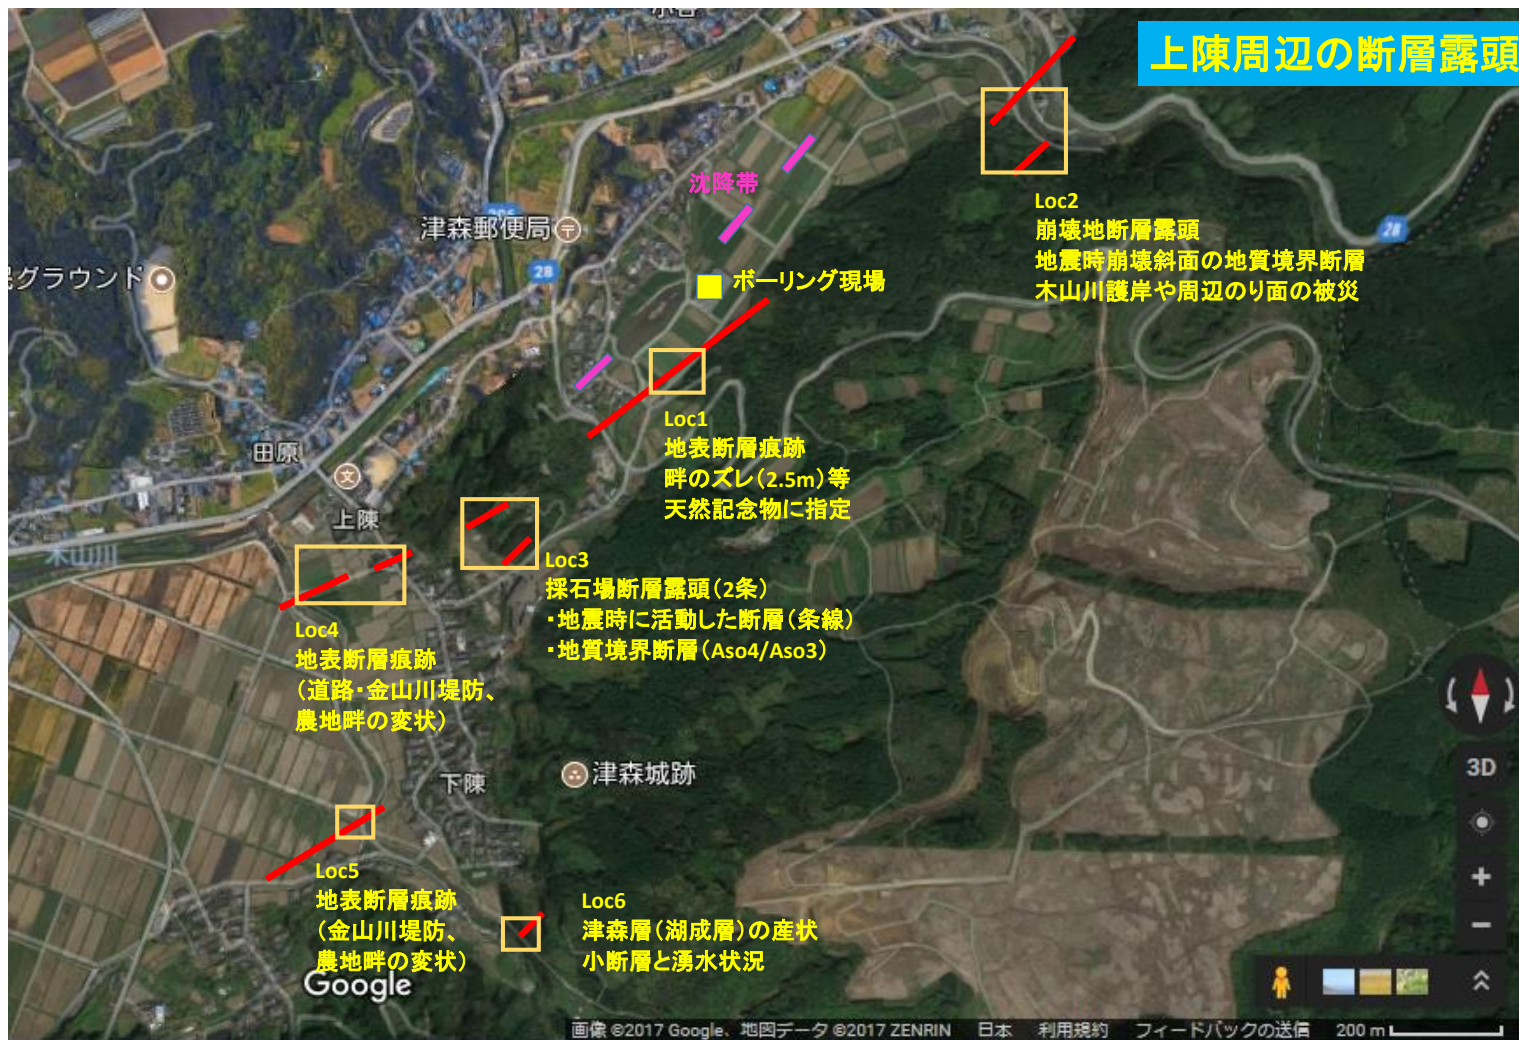 上陳周辺の断層露頭
沈降帯
津森郵便局
〒
28
グラウンド
ボーリング現場
Loc2
崩壊地断層露頭
地震時崩壊斜面の地質境界断層
木山川護岸や周辺のり面の被災
28
Loc1
地表断層痕跡
畔のズレ(2.5m)等
天然記念物に指定
田原
文
上陳
木山川
Loc3
採石場断層露頭(2条)
・地震時に活動した断層(条線)
・地質境界断層(Aso4/Aso3)
Loc4
地表断層痕跡
(道路・金山川堤防、
農地畔の変状)
下陳
津森城跡
3D
Loc5
地表断層痕跡
(金山川堤防、
農地畔の変状)
Loc6
津森層(湖成層)の産状
小断層と湧水状況
Google
画像 ©2017 Google、地図データ ©2017 ZENRIN 日本 利用規約 フィードバックの送信 200 m